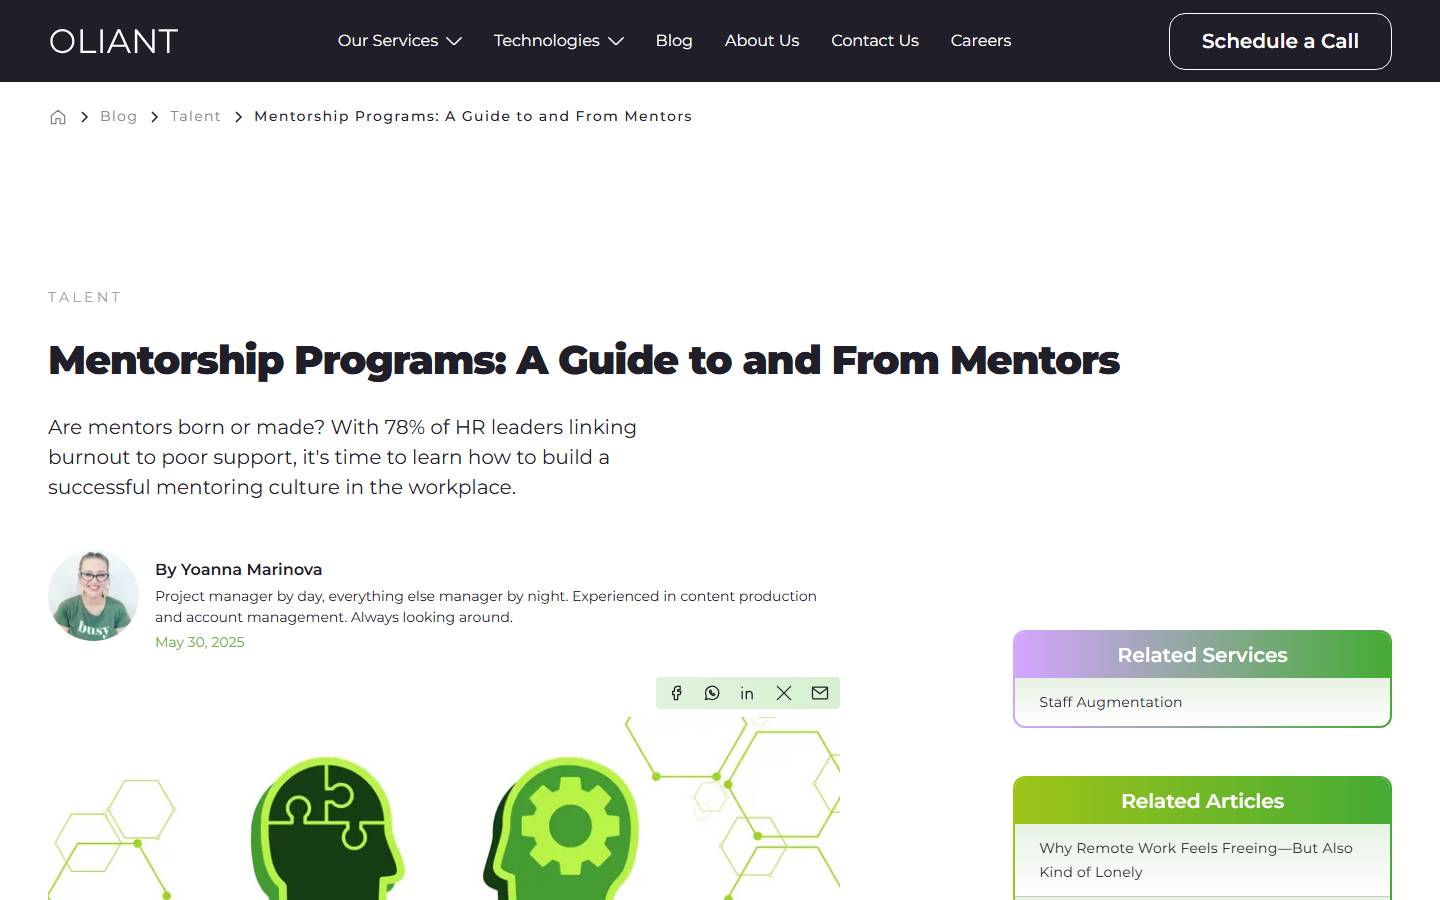 OLIANT
Our Services
Technologies
Blog
About Us
Contact Us
Careers
Schedule a Call
Blog
Talent
Mentorship Programs: A Guide to and From Mentors
TALENT
Mentorship Programs: A Guide to and From Mentors
Are mentors born or made? With 78% of HR leaders linking
burnout to poor support, it's time to learn how to build a
successful mentoring culture in the workplace.
busy
By Yoanna Marinova
Project manager by day, everything else manager by night. Experienced in content production
and account management. Always looking around.
May 30, 2025
Related Services
Staff Augmentation
Related Articles
Why Remote Work Feels Freeing—But Also
Kind of Lonely